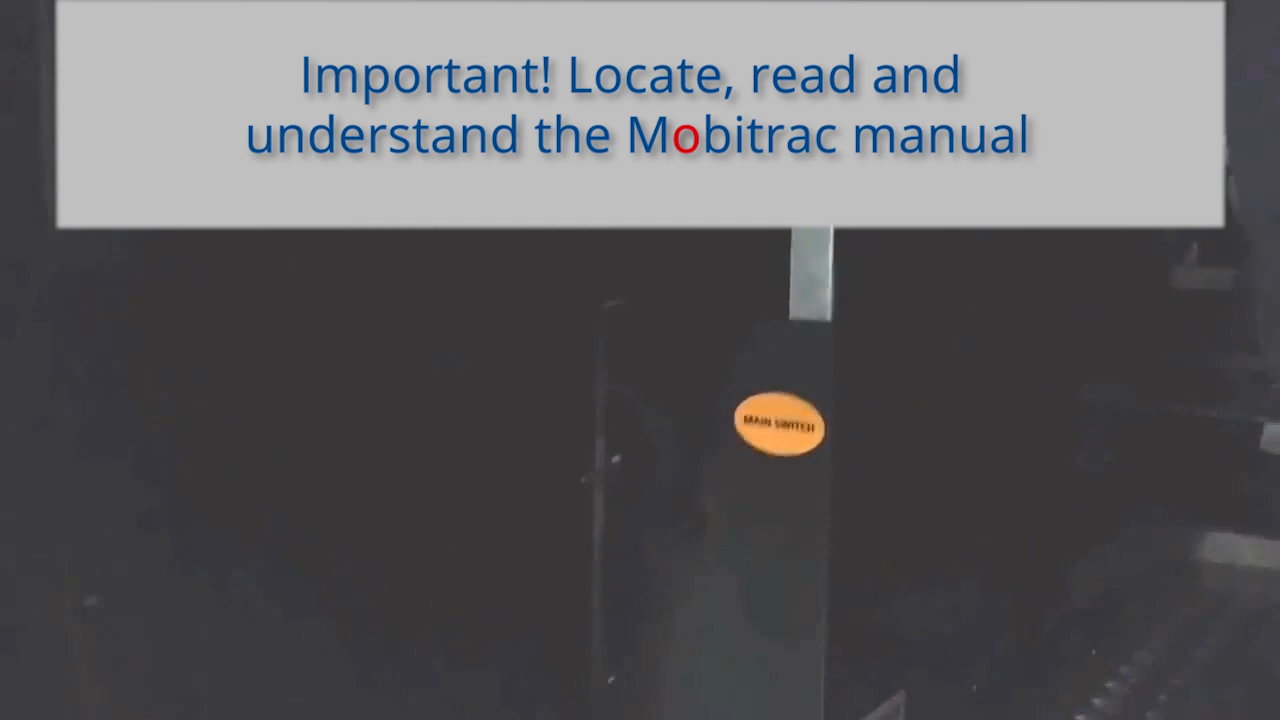 Important! Locate, read and
understand the Mobitrac manual
MAIN SWITCH